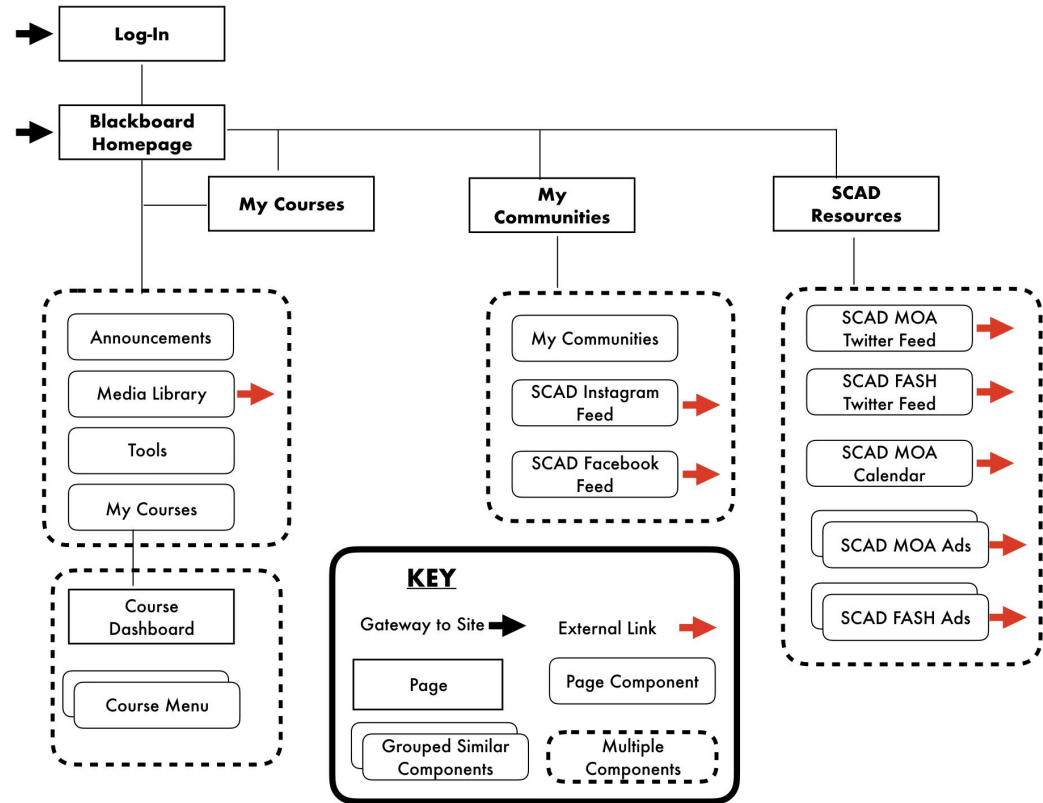 Log-In
Blackboard
Homepage
My Courses
My
Communities
SCAD
Resources
Announcements
Media Library
Tools
My Courses
Course
Dashboard
Course Menu
My Communities
SCAD Instagram
Feed
SCAD Facebook
Feed
SCAD MOA
Twitter Feed
SCAD FASH
Twitter Feed
SCAD MOA
Calendar
SCAD MOA Ads
SCAD FASH Ads
KEY
Gateway to Site
External Link
Page
Page Component
Grouped Similar
Components
Multiple
Components